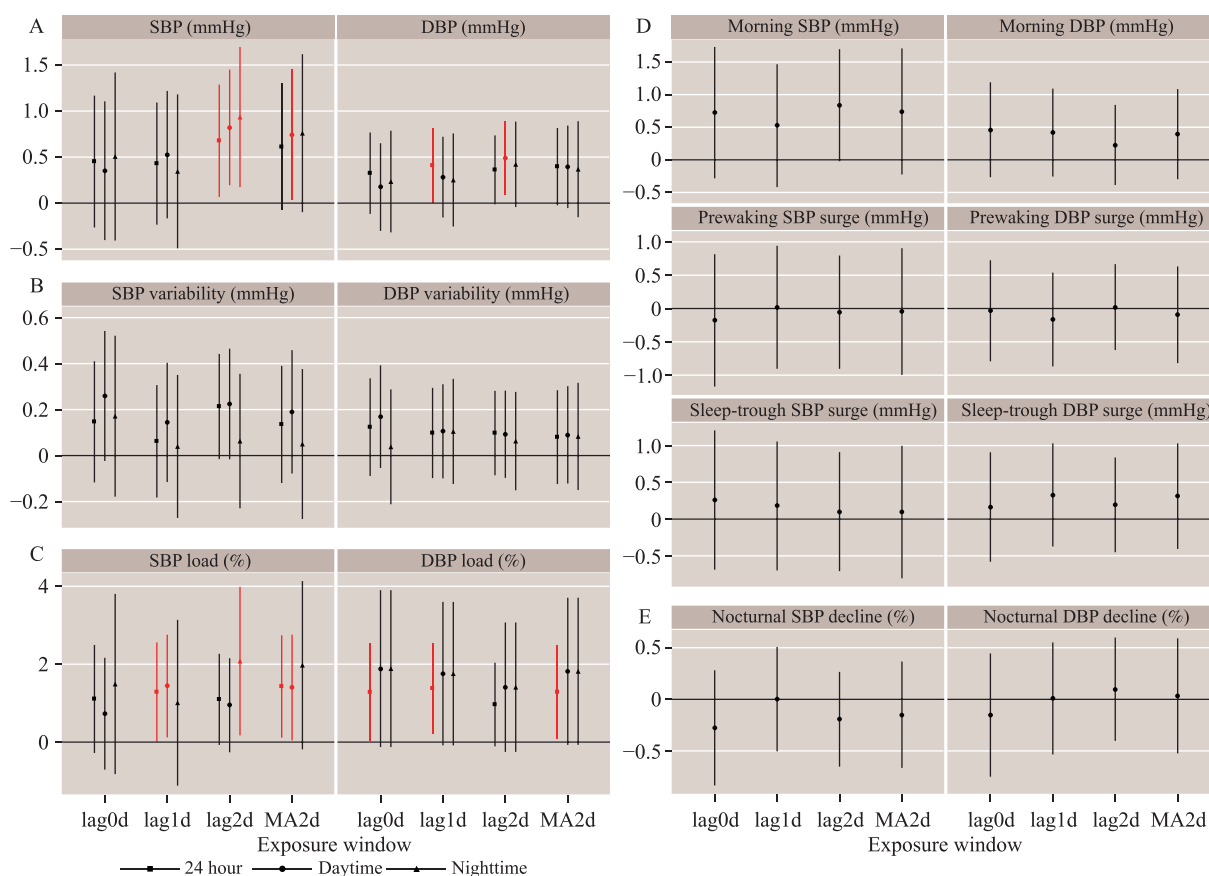 A
SBP (mmHg)
DBP (mmHg)
1.5
1.0
0.5
0
−0.5
B
SBP variability (mmHg)
DBP variability (mmHg)
0.6
0.4
0.2
0
−0.2
C
SBP load (%)
DBP load (%)
4
2
0
lag0d lag1d lag2d MA2d lag0d lag1d lag2d MA2d
Exposure window
24 hour Daytime Nighttime
D
Morning SBP (mmHg)
Morning DBP (mmHg)
1.5
1.0
0.5
0
−0.5
Prewaking SBP surge (mmHg)
Prewaking DBP surge (mmHg)
1.0
0.5
0
−0.5
−1.0
Sleep-trough SBP surge (mmHg)
Sleep-trough DBP surge (mmHg)
1.0
0.5
0
−0.5
E
Nocturnal SBP decline (%)
Nocturnal DBP decline (%)
0.5
0
−0.5
lag0d lag1d lag2d MA2d lag0d lag1d lag2d MA2d
Exposure window